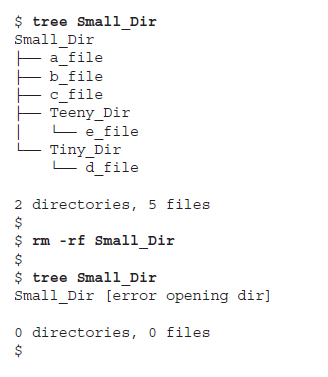 $ tree Small_Dir
Small_Dir
├── a_file
├── b_file
├── c_file
├── Teeny_Dir
│   └── e_file
└── Tiny_Dir
    └── d_file

2 directories, 5 files
$
$ rm -rf Small_Dir
$
$ tree Small_Dir
Small_Dir [error opening dir]

0 directories, 0 files
$